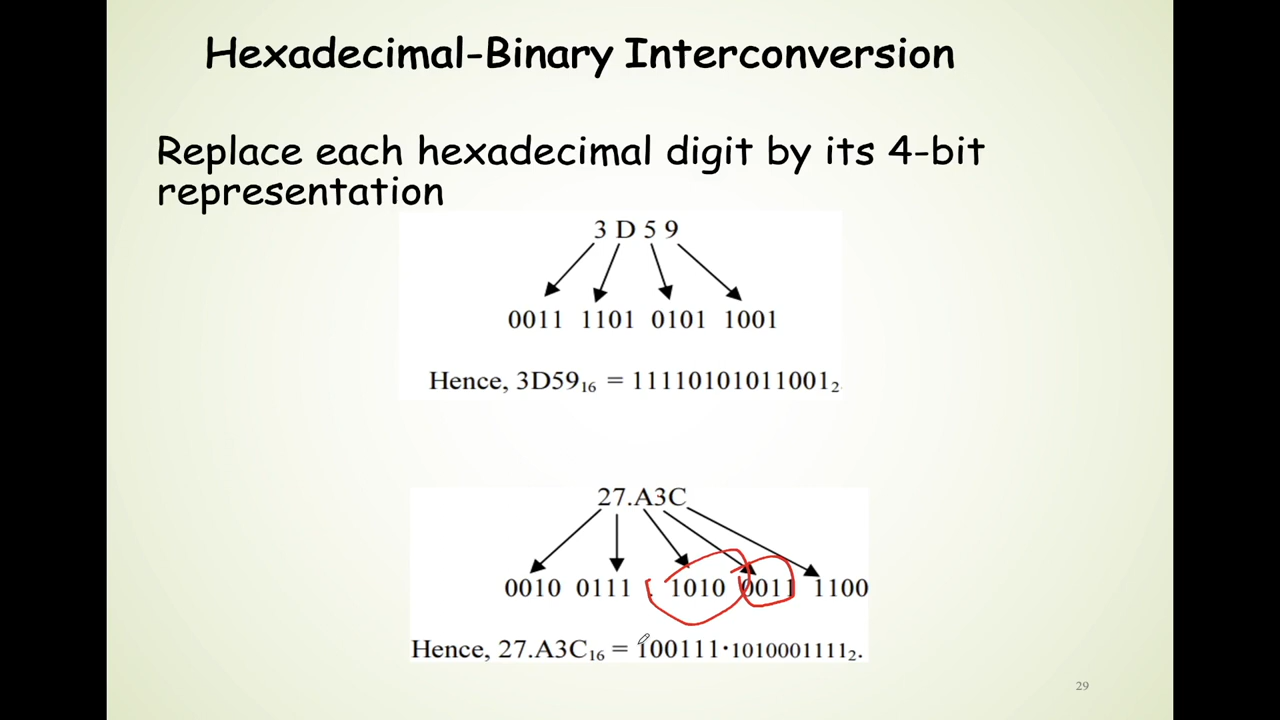 Hexadecimal-Binary Interconversion
Replace each hexadecimal digit by its 4-bit
representation
3 D 5 9
0011 1101 0101 1001
Hence, 3D59₁₆ = 11110101011001₂.
27.A3C
0010 0111 . 1010 0011 1100
Hence, 27.A3C₁₆ = 100111·1010001111₂.
29